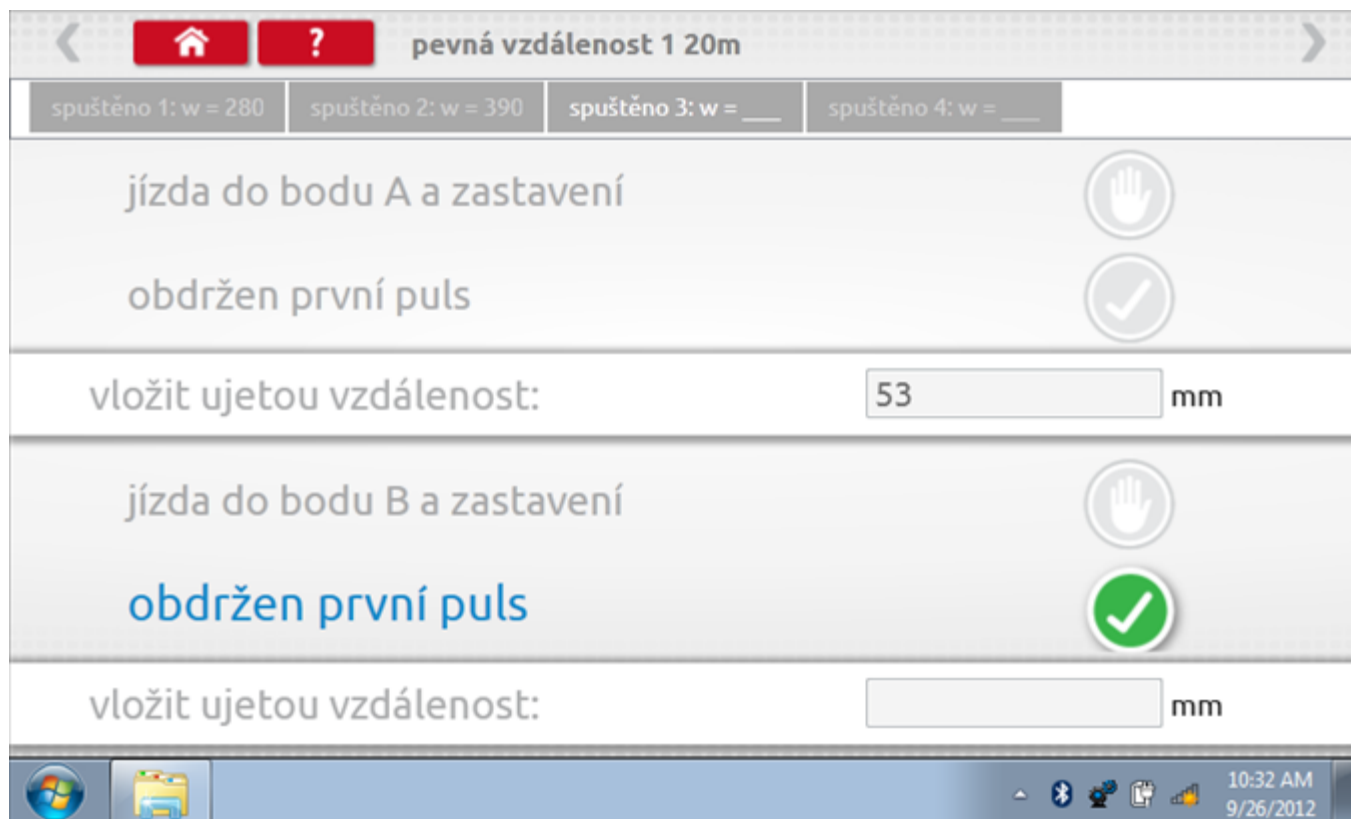 ? pevná vzdálenost 1 20m
spuštěno 1: w = 280 spuštěno 2: w = 390 spuštěno 3: w = ___ spuštěno 4: w = ___
jízda do bodu A a zastavení
obdržen první puls
vložit ujetou vzdálenost: 53 mm
jízda do bodu B a zastavení
obdržen první puls
vložit ujetou vzdálenost: mm
10:32 AM
9/26/2012